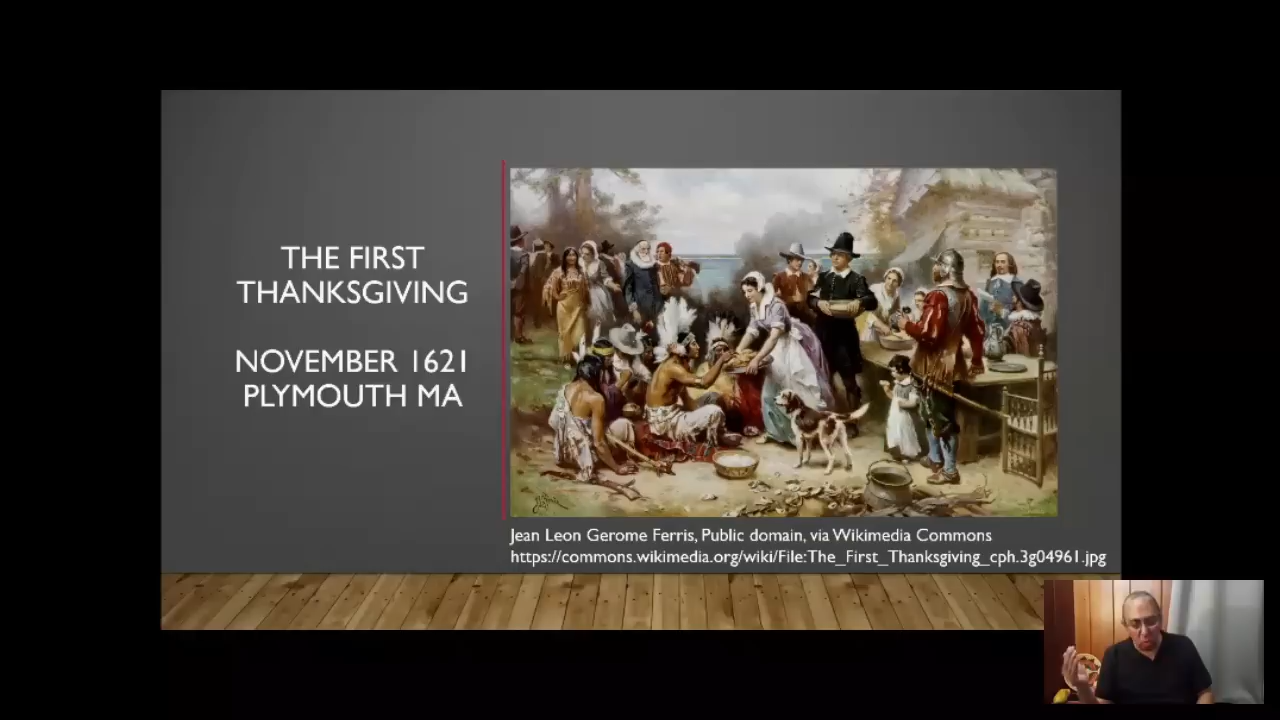 THE FIRST
THANKSGIVING
NOVEMBER 1621
PLYMOUTH MA
Jean Leon Gerome Ferris, Public domain, via Wikimedia Commons
https://commons.wikimedia.org/wiki/File:The_First_Thanksgiving_cph.3g04961.jpg